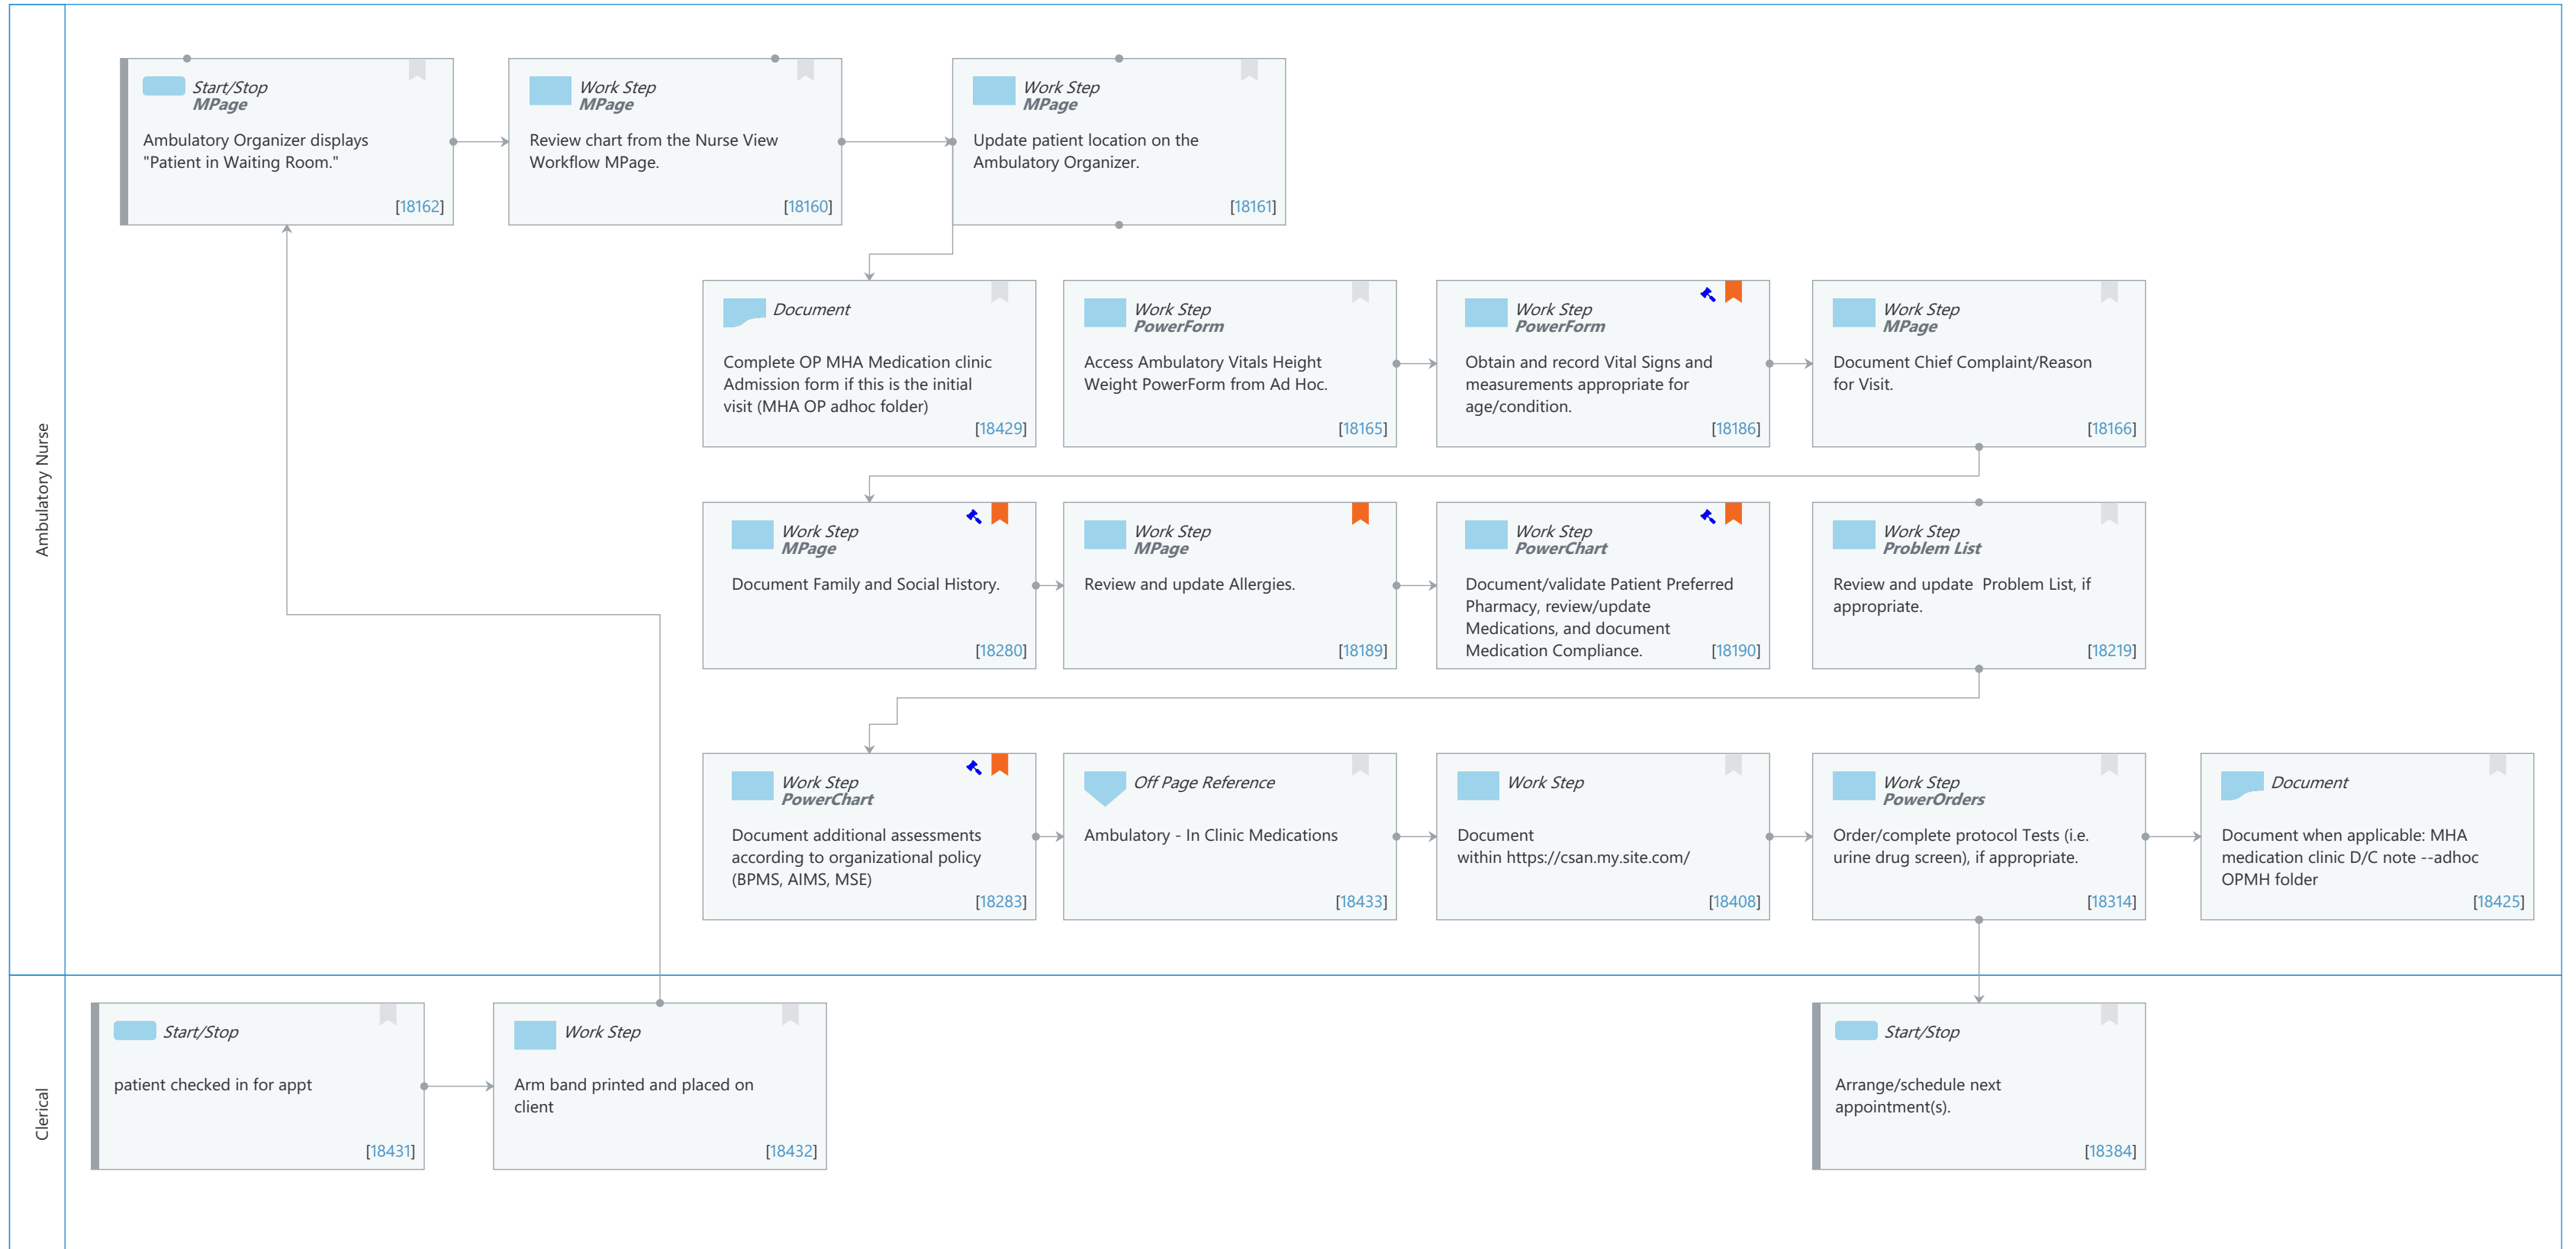 Ambulatory Nurse
Start/Stop
MPage
Ambulatory Organizer displays
"Patient in Waiting Room."
[18162]
Work Step
MPage
Review chart from the Nurse View
Workflow MPage.
[18160]
Work Step
MPage
Update patient location on the
Ambulatory Organizer.
[18161]
Document
Complete OP MHA Medication clinic
Admission form if this is the initial
visit (MHA OP adhoc folder)
[18429]
Work Step
PowerForm
Access Ambulatory Vitals Height
Weight PowerForm from Ad Hoc.
[18165]
Work Step
PowerForm
Obtain and record Vital Signs and
measurements appropriate for
age/condition.
[18186]
Work Step
MPage
Document Chief Complaint/Reason
for Visit.
[18166]
Work Step
MPage
Document Family and Social History.
[18280]
Work Step
MPage
Review and update Allergies.
[18189]
Work Step
PowerChart
Document/validate Patient Preferred
Pharmacy, review/update
Medications, and document
Medication Compliance.
[18190]
Work Step
Problem List
Review and update  Problem List, if
appropriate.
[18219]
Work Step
PowerChart
Document additional assessments
according to organizational policy
(BPMS, AIMS, MSE)
[18283]
Off Page Reference
Ambulatory - In Clinic Medications
[18433]
Work Step
Document
within https://csan.my.site.com/
[18408]
Work Step
PowerOrders
Order/complete protocol Tests (i.e.
urine drug screen), if appropriate.
[18314]
Document
Document when applicable: MHA
medication clinic D/C note --adhoc
OPMH folder
[18425]
Clerical
Start/Stop
patient checked in for appt
[18431]
Work Step
Arm band printed and placed on
client
[18432]
Start/Stop
Arrange/schedule next
appointment(s).
[18384]